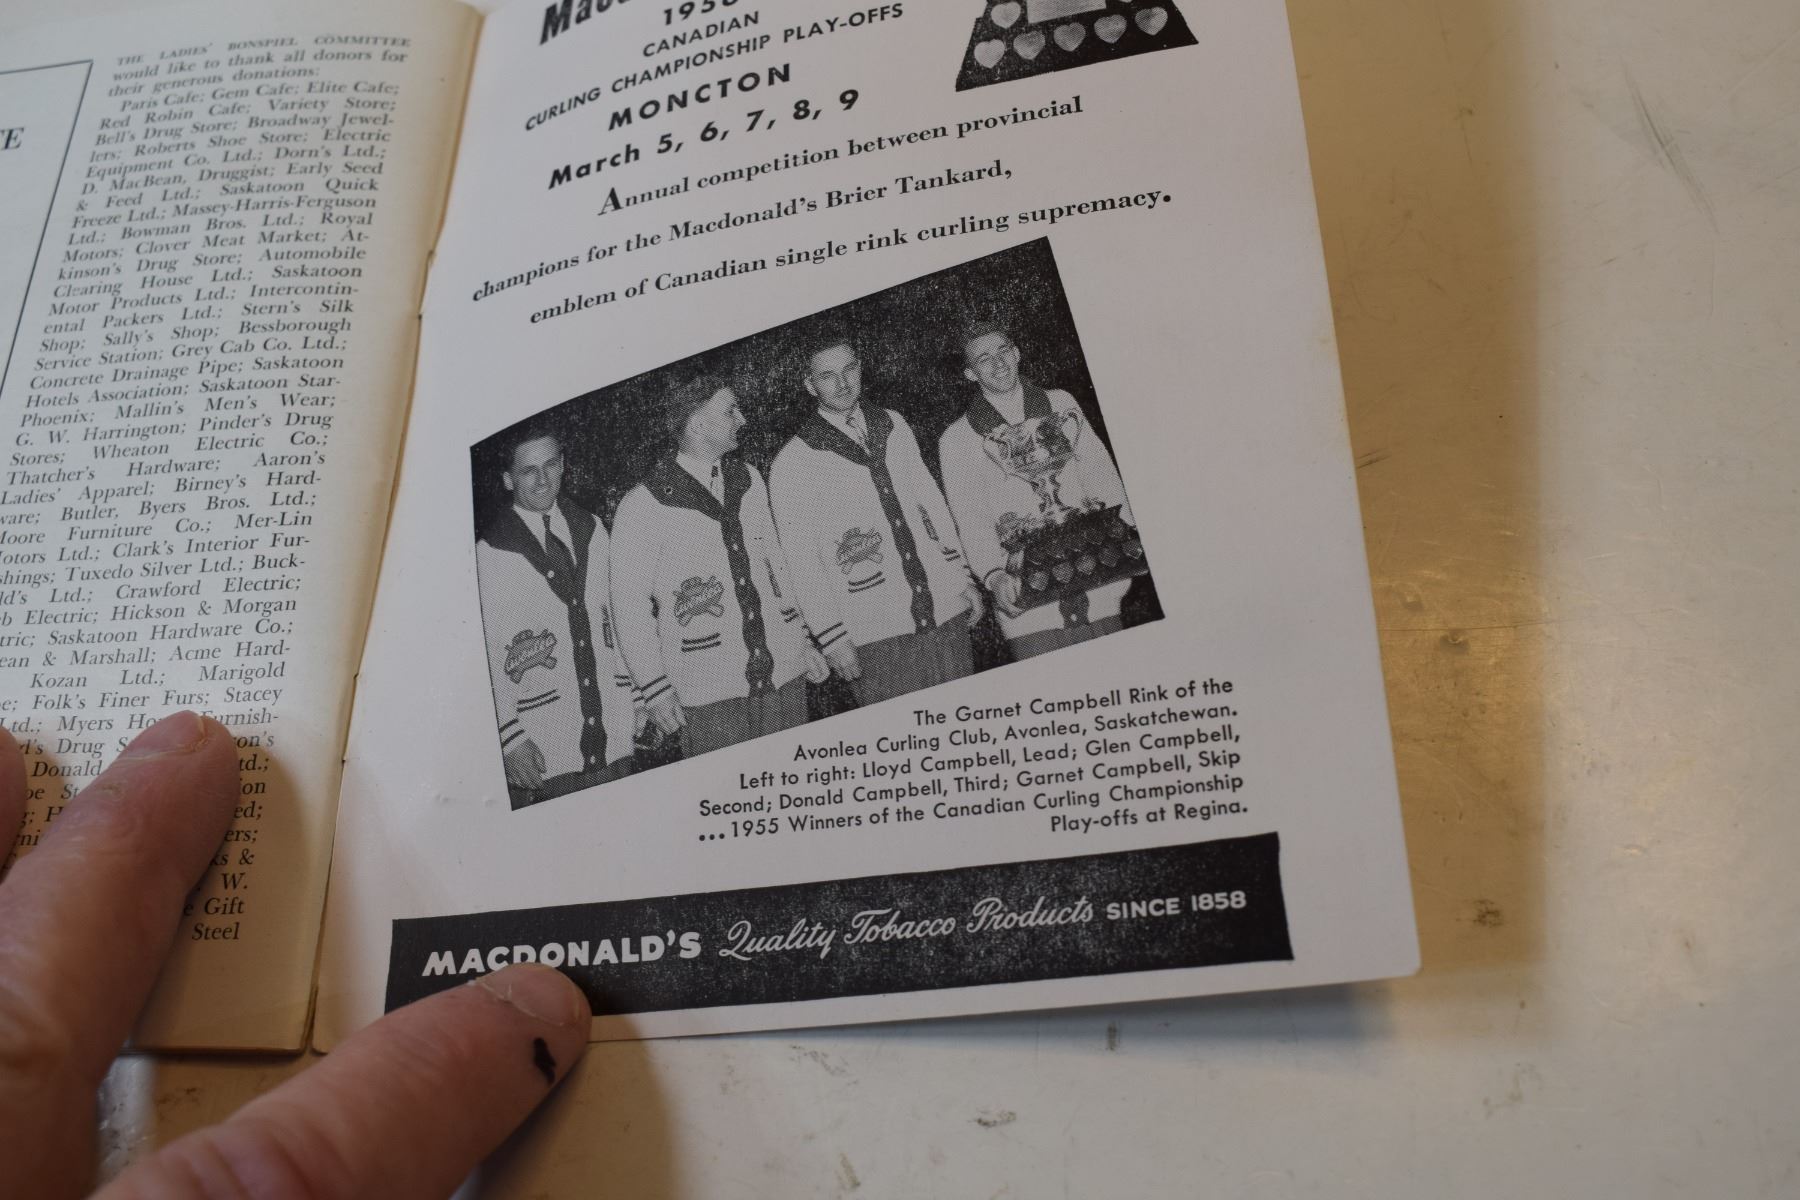 TE
THE LADIES' BONSPIEL COMMITTEE
would like to thank all donors for
their generous donations:
Paris Cafe; Gem Cafe; Elite Cafe;
Red Robin Cafe; Variety Store;
Bell's Drug Store; Broadway Jewel-
lers; Roberts Shoe Store; Electric
Equipment Co. Ltd.; Dorn's Ltd.;
D. MacBean, Druggist; Early Seed
& Feed Ltd.; Saskatoon Quick
Freeze Ltd.; Massey-Harris-Ferguson
Ltd.; Bowman Bros. Ltd.; Royal
Motors; Clover Meat Market; At-
kinson's Drug Store; Automobile
Clearing House Ltd.; Saskatoon
Motor Products Ltd.; Intercontin-
ental Packers Ltd.; Stern's Silk
Shop; Sally's Shop; Bessborough
Service Station; Grey Cab Co. Ltd.;
Concrete Drainage Pipe; Saskatoon
Hotels Association; Saskatoon Star-
Phoenix; Mallin's Men's Wear;
G. W. Harrington; Pinder's Drug
Stores; Wheaton Electric Co.;
Thatcher's Hardware; Aaron's
Ladies' Apparel; Birney's Hard-
ware; Butler, Byers Bros. Ltd.;
Moore Furniture Co.; Mer-Lin
Motors Ltd.; Clark's Interior Fur-
shings; Tuxedo Silver Ltd.; Buck-
ld's Ltd.; Crawford Electric;
b Electric; Hickson & Morgan
tric; Saskatoon Hardware Co.;
ean & Marshall; Acme Hard-
Kozan Ltd.; Marigold
e; Folk's Finer Furs; Stacey
Ltd.; Myers Furnish-
Drug
Donald
& W.
Gift
Steel
CANADIAN
CURLING CHAMPIONSHIP PLAY-OFFS
MONCTON
March 5, 6, 7, 8, 9
Annual competition between provincial
champions for the Macdonald's Brier Tankard,
emblem of Canadian single rink curling supremacy.
AVONLEA
AVONLEA
AVONLEA
The Garnet Campbell Rink of the
Avonlea Curling Club, Avonlea, Saskatchewan.
Left to right: Lloyd Campbell, Lead; Glen Campbell,
Second; Donald Campbell, Third; Garnet Campbell, Skip
...1955 Winners of the Canadian Curling Championship
Play-offs at Regina.
MACDONALD'S Quality Tobacco Products SINCE 1858